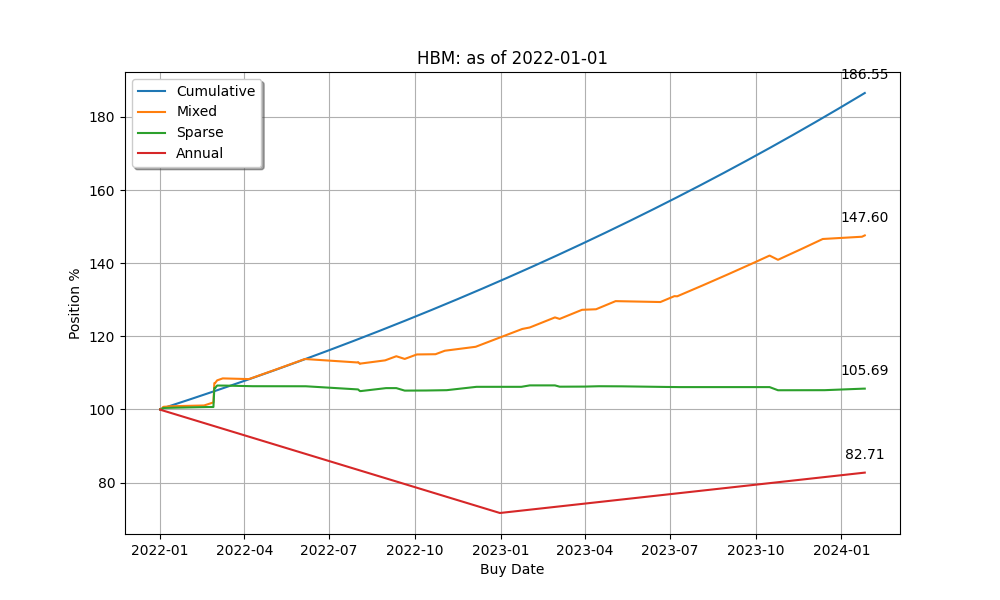 HBM: as of 2022-01-01
186.55
Cumulative
Mixed
Sparse
Annual
180
160
147.60
140
120
105.69
100
82.71
80
Position %
2022-01 2022-04 2022-07 2022-10 2023-01 2023-04 2023-07 2023-10 2024-01
Buy Date